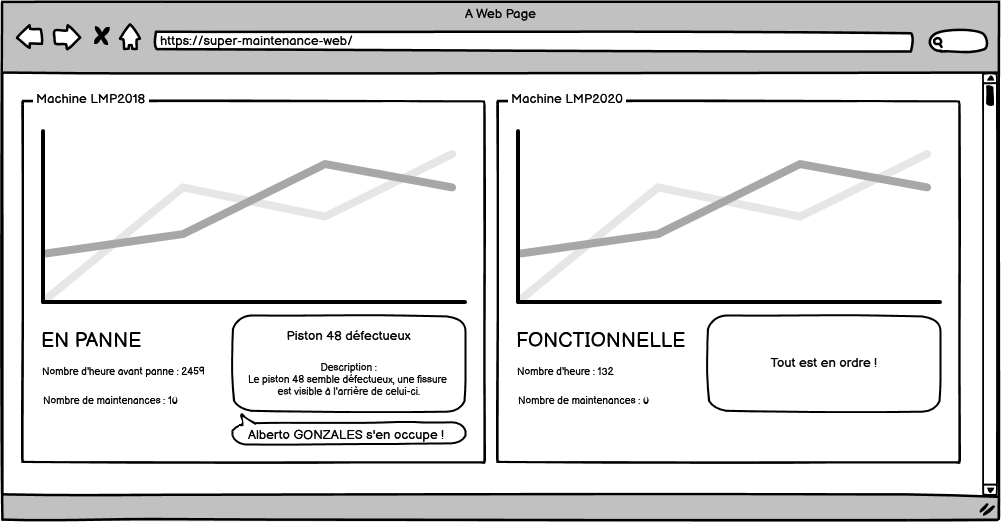 A Web Page
https://super-maintenance-web/
Machine LMP2018
EN PANNE
Nombre d'heure avant panne : 2459
Nombre de maintenances : 10
Piston 48 défectueux
Description :
Le piston 48 semble défectueux, une fissure
est visible à l'arrière de celui-ci.
Alberto GONZALES s'en occupe !
Machine LMP2020
FONCTIONNELLE
Nombre d'heure : 132
Nombre de maintenances : 0
Tout est en ordre !